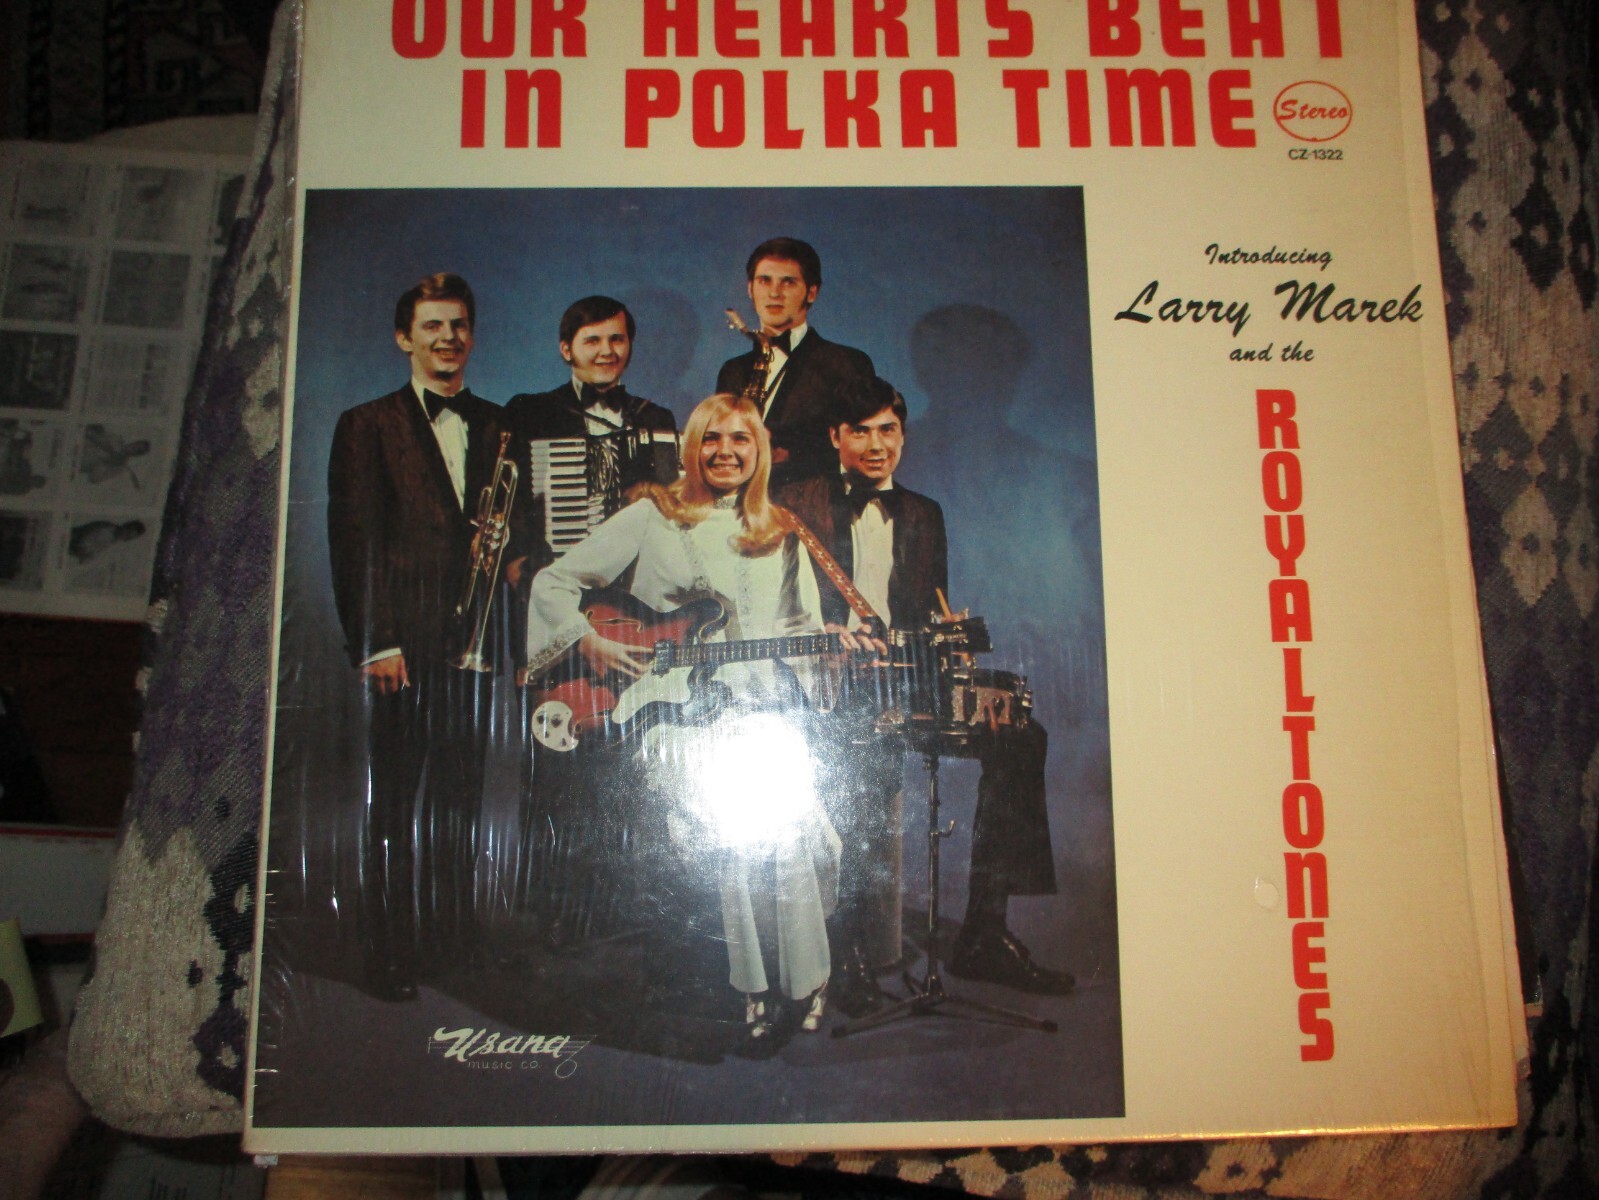 OUR HEARTS BEAT
IN POLKA TIME
Stereo
CZ-1322
Introducing
Larry Marek
and the
ROYALTONES
Usana
music co.